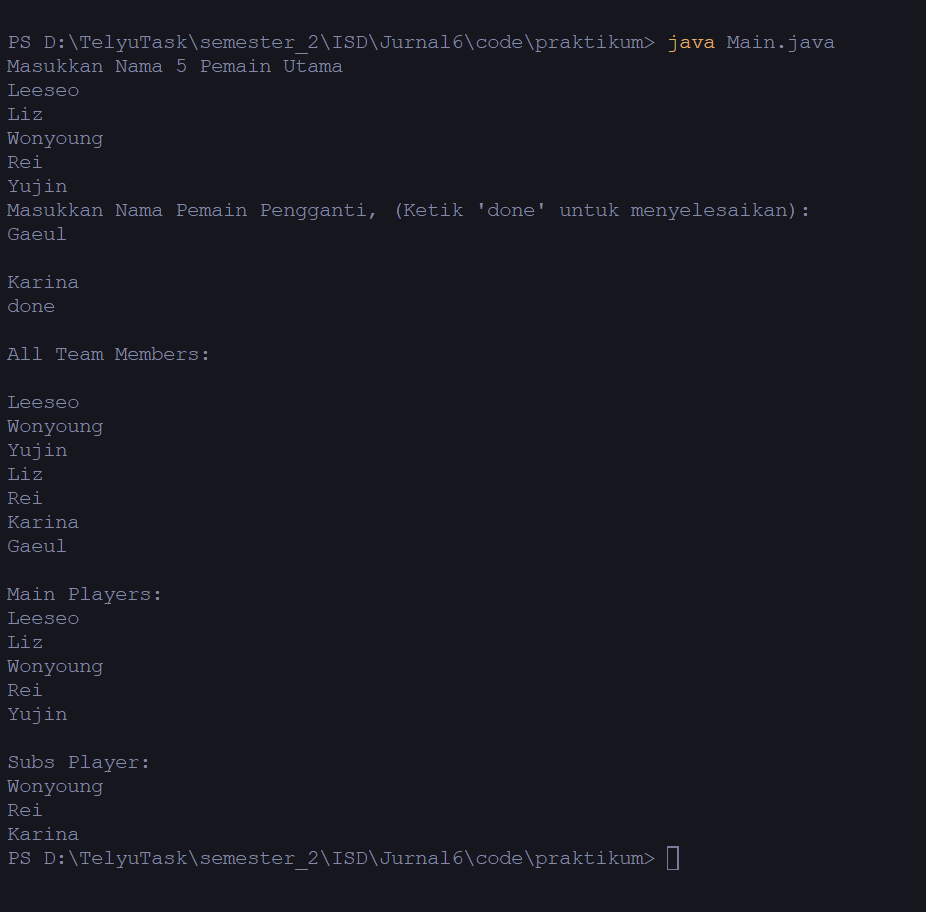 PS D:\TelyuTask\semester_2\ISD\Jurnal6\code\praktikum> java Main.java
Masukkan Nama 5 Pemain Utama
Leeseo
Liz
Wonyoung
Rei
Yujin
Masukkan Nama Pemain Pengganti, (Ketik 'done' untuk menyelesaikan):
Gaeul
Karina
done
All Team Members:
Leeseo
Wonyoung
Yujin
Liz
Rei
Karina
Gaeul
Main Players:
Leeseo
Liz
Wonyoung
Rei
Yujin
Subs Player:
Wonyoung
Rei
Karina
PS D:\TelyuTask\semester_2\ISD\Jurnal6\code\praktikum>